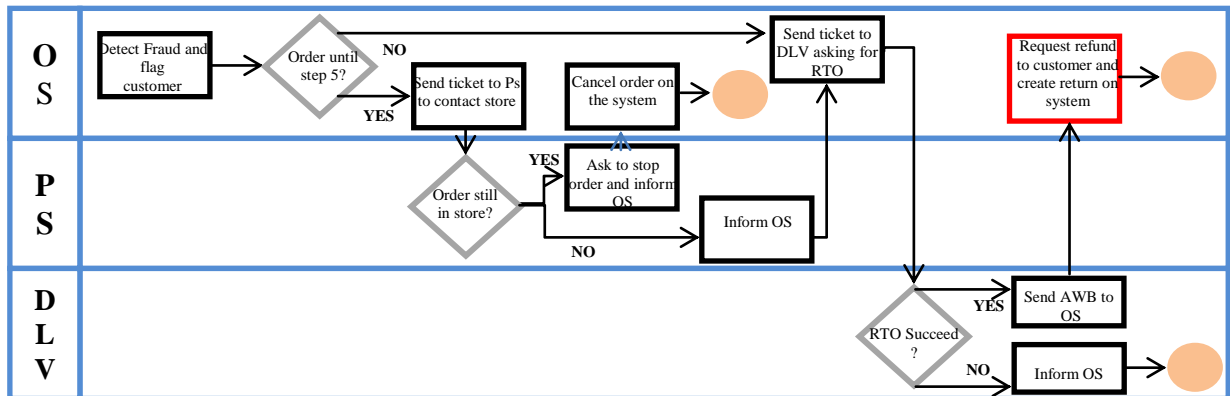 O
S
Detect Fraud and
flag
customer
Order until
step 5?
NO
YES
Send ticket to Ps
to contact store
Cancel order on
the system
Send ticket to
DLV asking for
RTO
Request refund
to customer and
create return on
system
P
S
Order still
in store?
YES
NO
Ask to stop
order and inform
OS
Inform OS
D
L
V
RTO Succeed
?
YES
NO
Send AWB to
OS
Inform OS